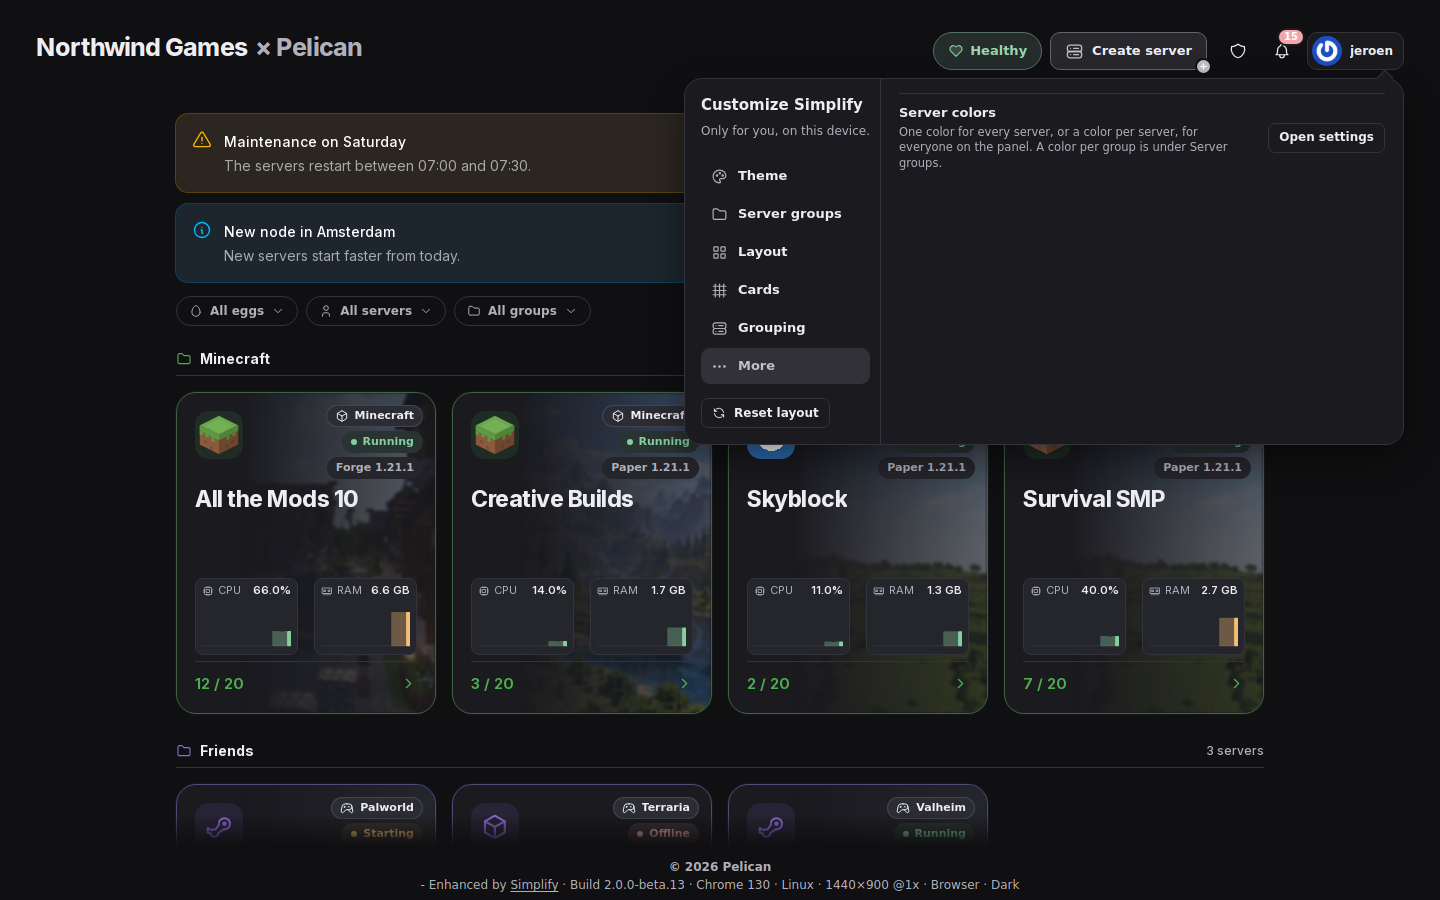 Northwind Games × Pelican
Healthy
Create server
15
jeroen
Maintenance on Saturday
The servers restart between 07:00 and 07:30.
New node in Amsterdam
New servers start faster from today.
All eggs
All servers
All groups
Customize Simplify
Only for you, on this device.
Theme
Server groups
Layout
Cards
Grouping
More
Reset layout
Server colors
One color for every server, or a color per server, for
everyone on the panel. A color per group is under Server
groups.
Open settings
Minecraft
Minecraft
Running
Forge 1.21.1
All the Mods 10
CPU 66.0%
RAM 6.6 GB
12 / 20
Running
Paper 1.21.1
Creative Builds
CPU 14.0%
RAM 1.7 GB
3 / 20
Paper 1.21.1
Skyblock
CPU 11.0%
RAM 1.3 GB
2 / 20
Paper 1.21.1
Survival SMP
CPU 40.0%
RAM 2.7 GB
7 / 20
Friends
3 servers
Palworld
Starting
Terraria
Offline
Valheim
Running
© 2026 Pelican
- Enhanced by Simplify · Build 2.0.0-beta.13 · Chrome 130 · Linux · 1440×900 @1x · Browser · Dark